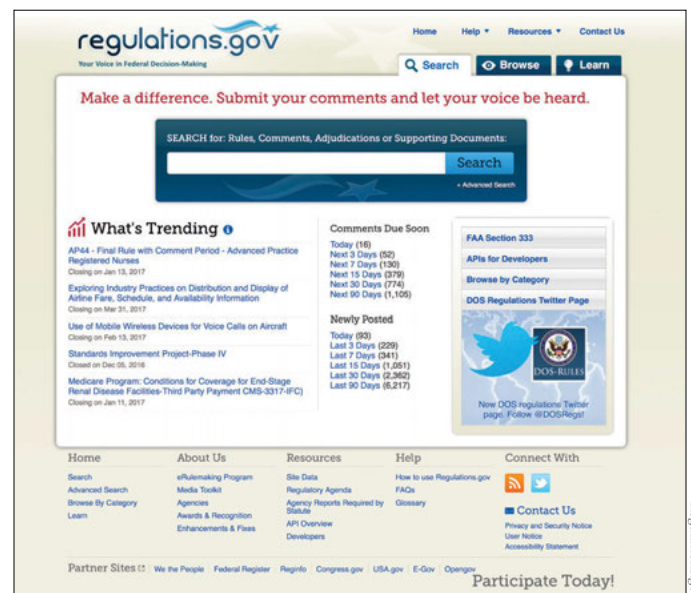 regulations.gov
Your Voice in Federal Decision-Making
Home Help Resources Contact Us
Search Browse Learn
Make a difference. Submit your comments and let your voice be heard.
SEARCH for: Rules, Comments, Adjudications or Supporting Documents:
Search
» Advanced Search
What's Trending
AP44 - Final Rule with Comment Period - Advanced Practice
Registered Nurses
Closing on Jan 13, 2017
Exploring Industry Practices on Distribution and Display of
Airline Fare, Schedule, and Availability Information
Closing on Mar 31, 2017
Use of Mobile Wireless Devices for Voice Calls on Aircraft
Closing on Feb 13, 2017
Standards Improvement Project-Phase IV
Closed on Dec 05, 2016
Medicare Program: Conditions for Coverage for End-Stage
Renal Disease Facilities-Third Party Payment CMS-3317-IFC)
Closing on Jan 11, 2017
Comments Due Soon
Today (16)
Next 3 Days (52)
Next 7 Days (130)
Next 15 Days (379)
Next 30 Days (774)
Next 90 Days (1,105)
Newly Posted
Today (93)
Last 3 Days (229)
Last 7 Days (341)
Last 15 Days (1,051)
Last 30 Days (2,362)
Last 90 Days (6,217)
FAA Section 333
APIs for Developers
Browse by Category
DOS Regulations Twitter Page
DOS-RULES
New DOS regulations Twitter
page. Follow @DOSRegs!
Home
Search
Advanced Search
Browse By Category
Learn
About Us
eRulemaking Program
Media Toolkit
Agencies
Awards & Recognition
Enhancements & Fixes
Resources
Site Data
Regulatory Agenda
Agency Reports Required by
Statute
API Overview
Developers
Help
How to use Regulations.gov
FAQs
Glossary
Connect With
Contact Us
Privacy and Security Notice
User Notice
Accessibility Statement
Partner Sites We the People Federal Register Reginfo Congress.gov USA.gov E-Gov Opengov
Participate Today!